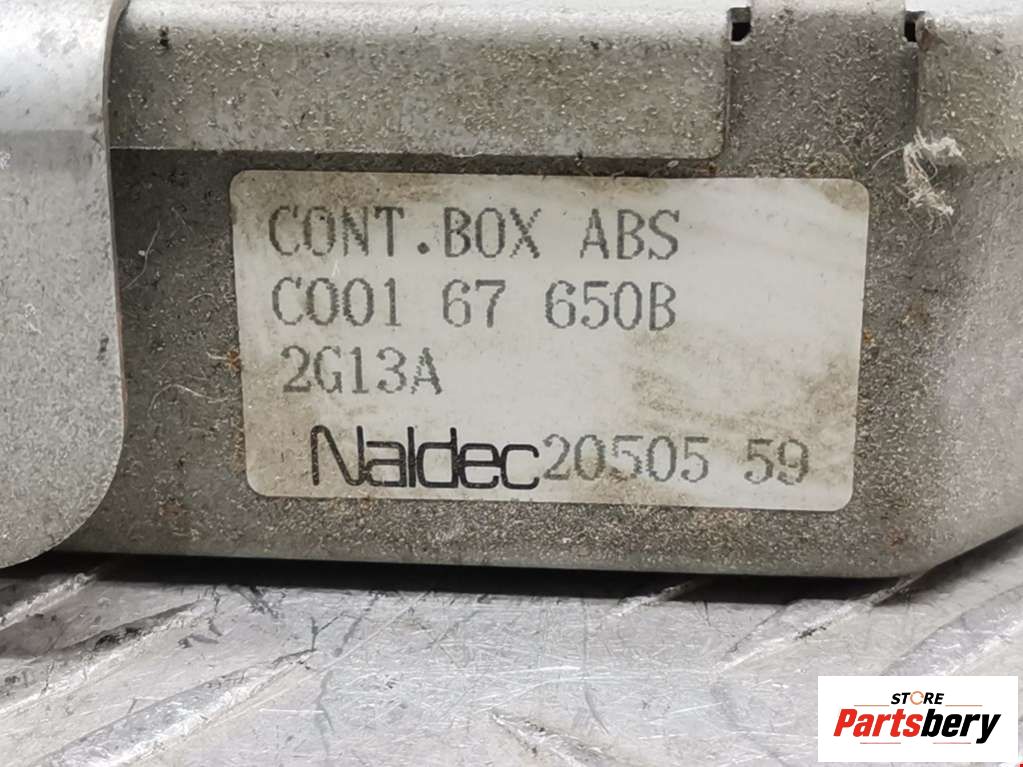 CONT.BOX ABS
C001 67 650B
2G13A
Naldec 20505 59
STORE
Partsbery